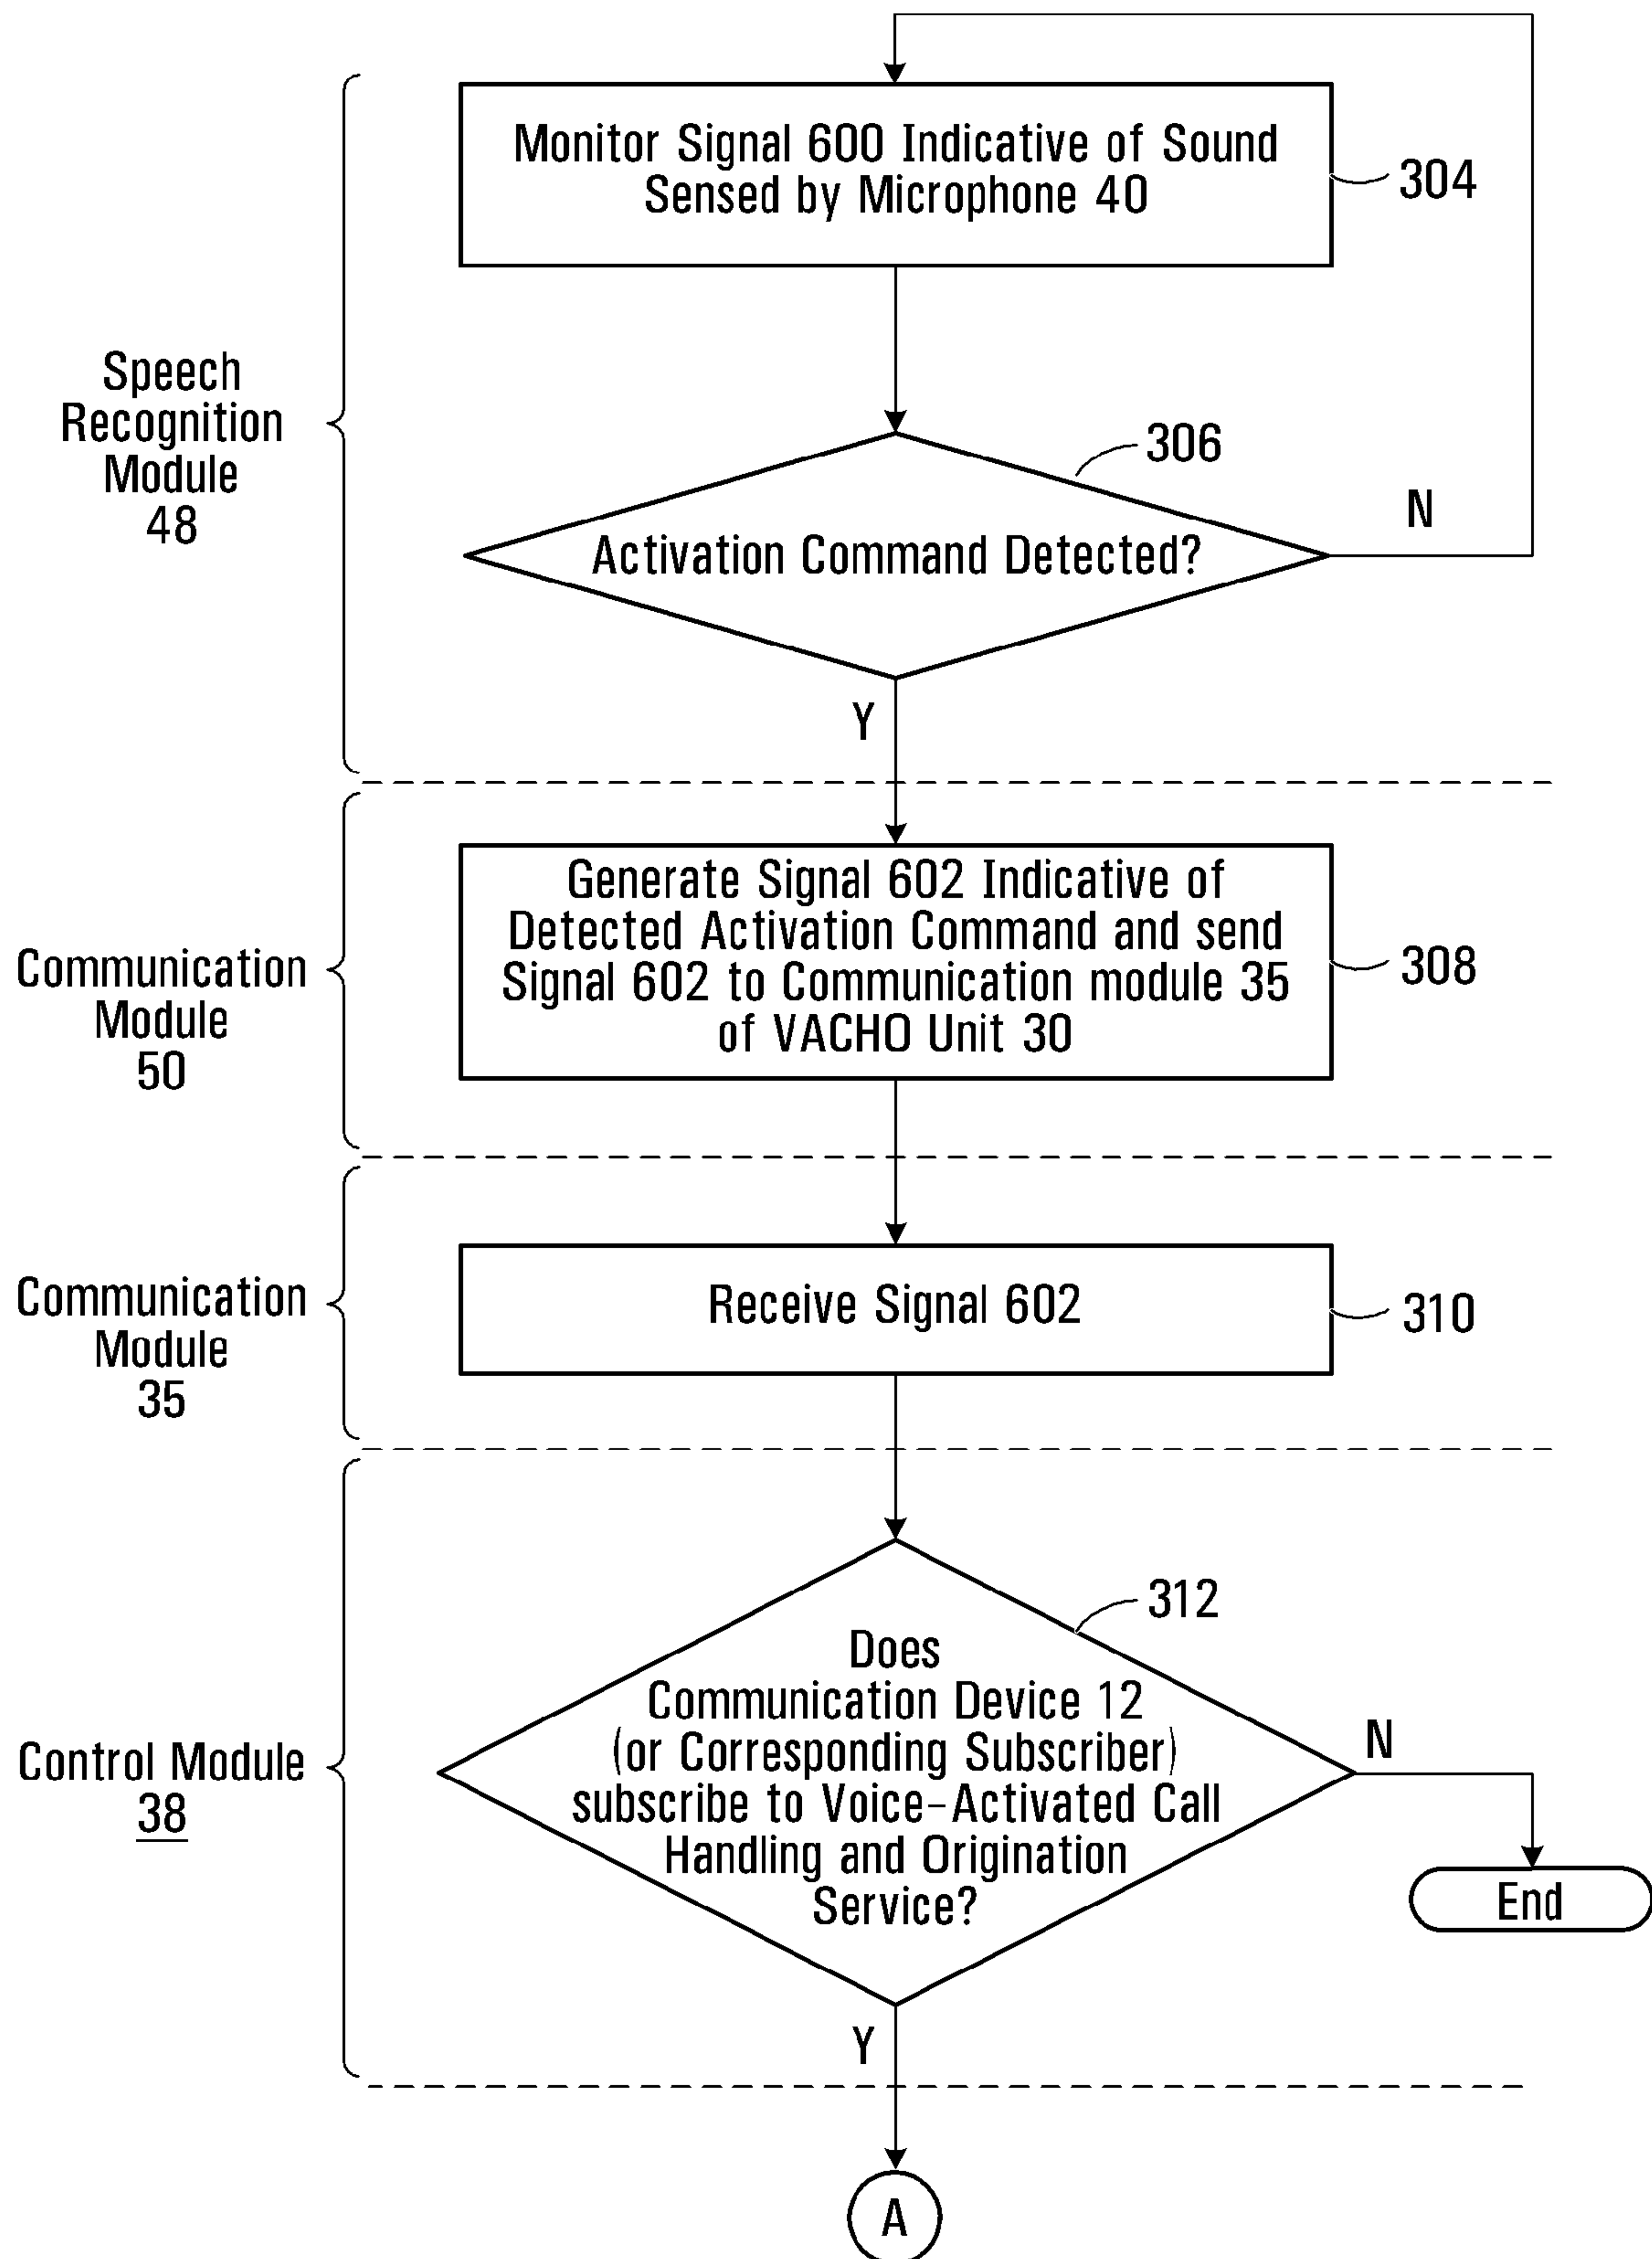 Monitor Signal 600 Indicative of Sound
Sensed by Microphone 40
304
Speech
Recognition
Module
48
306
Activation Command Detected?
N
Y
Generate Signal 602 Indicative of
Detected Activation Command and send
Signal 602 to Communication module 35
of VACHO Unit 30
308
Communication
Module
50
Receive Signal 602
310
Communication
Module
35
312
Does
Communication Device 12
(or Corresponding Subscriber)
subscribe to Voice-Activated Call
Handling and Origination
Service?
N
Control Module
38
End
Y
A